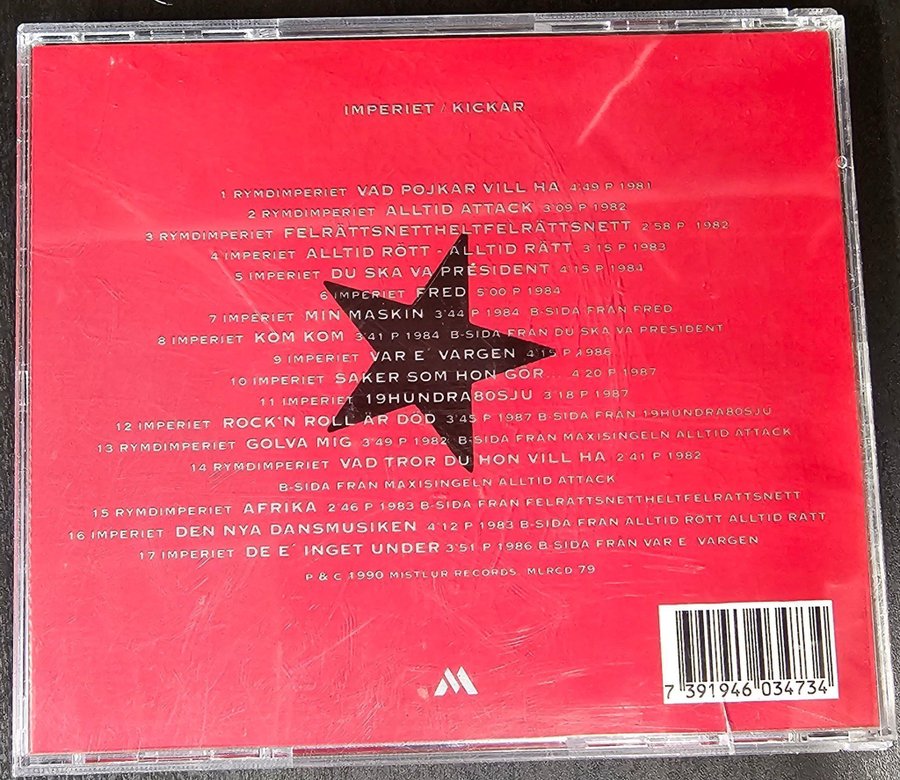 IMPERIET / KICKAR
1 RYMDIMPERIET VAD POJKAR VILL HA 4'49 P 1981
2 RYMDIMPERIET ALLTID ATTACK 3'09 P 1982
3 RYMDIMPERIET FELRÄTTSNETTHELTFELRÄTTSNETT 2'58 P 1982
4 IMPERIET ALLTID RÖTT - ALLTID RÄTT 3'15 P 1983
5 IMPERIET DU SKA VA PRESIDENT 4'15 P 1984
6 IMPERIET FRED 5'00 P 1984
7 IMPERIET MIN MASKIN 3'44 P 1984 B-SIDA FRÅN FRED
8 IMPERIET KOM KOM 3'41 P 1984 B-SIDA FRÅN DU SKA VA PRESIDENT
9 IMPERIET VAR E´ VARGEN 4'15 P 1986
10 IMPERIET SAKER SOM HON GÖR... 4'20 P 1987
11 IMPERIET 19HUNDRA80SJU 3'18 P 1987
12 IMPERIET ROCK'N ROLL ÄR DÖD 3'45 P 1987 B-SIDA FRÅN 19HUNDRA80SJU
13 RYMDIMPERIET GOLVA MIG 3'49 P 1982 B-SIDA FRÅN MAXISINGELN ALLTID ATTACK
14 RYMDIMPERIET VAD TROR DU HON VILL HA 2'41 P 1982
B-SIDA FRÅN MAXISINGELN ALLTID ATTACK
15 RYMDIMPERIET AFRIKA 2'46 P 1983 B-SIDA FRÅN FELRÄTTSNETTHELTFELRÄTTSNETT
16 IMPERIET DEN NYA DANSMUSIKEN 4'12 P 1983 B-SIDA FRÅN ALLTID RÖTT ALLTID RÄTT
17 IMPERIET DE E´ INGET UNDER 3'51 P 1986 B-SIDA FRÅN VAR E´ VARGEN
P & C 1990 MISTLUR RECORDS. MLRCD 79
7 391946 034734